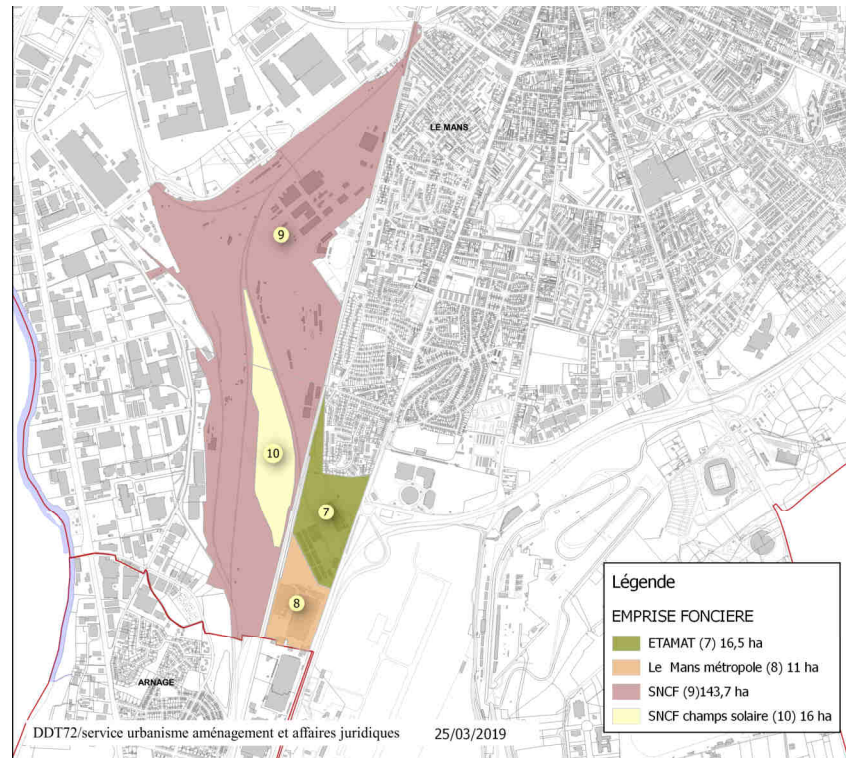 LE MANS
9
10
7
8
ARNAGE
Légende
EMPRISE FONCIERE
ETAMAT (7) 16,5 ha
Le Mans métropole (8) 11 ha
SNCF (9)143,7 ha
SNCF champs solaire (10) 16 ha
DDT72/service urbanisme aménagement et affaires juridiques 25/03/2019